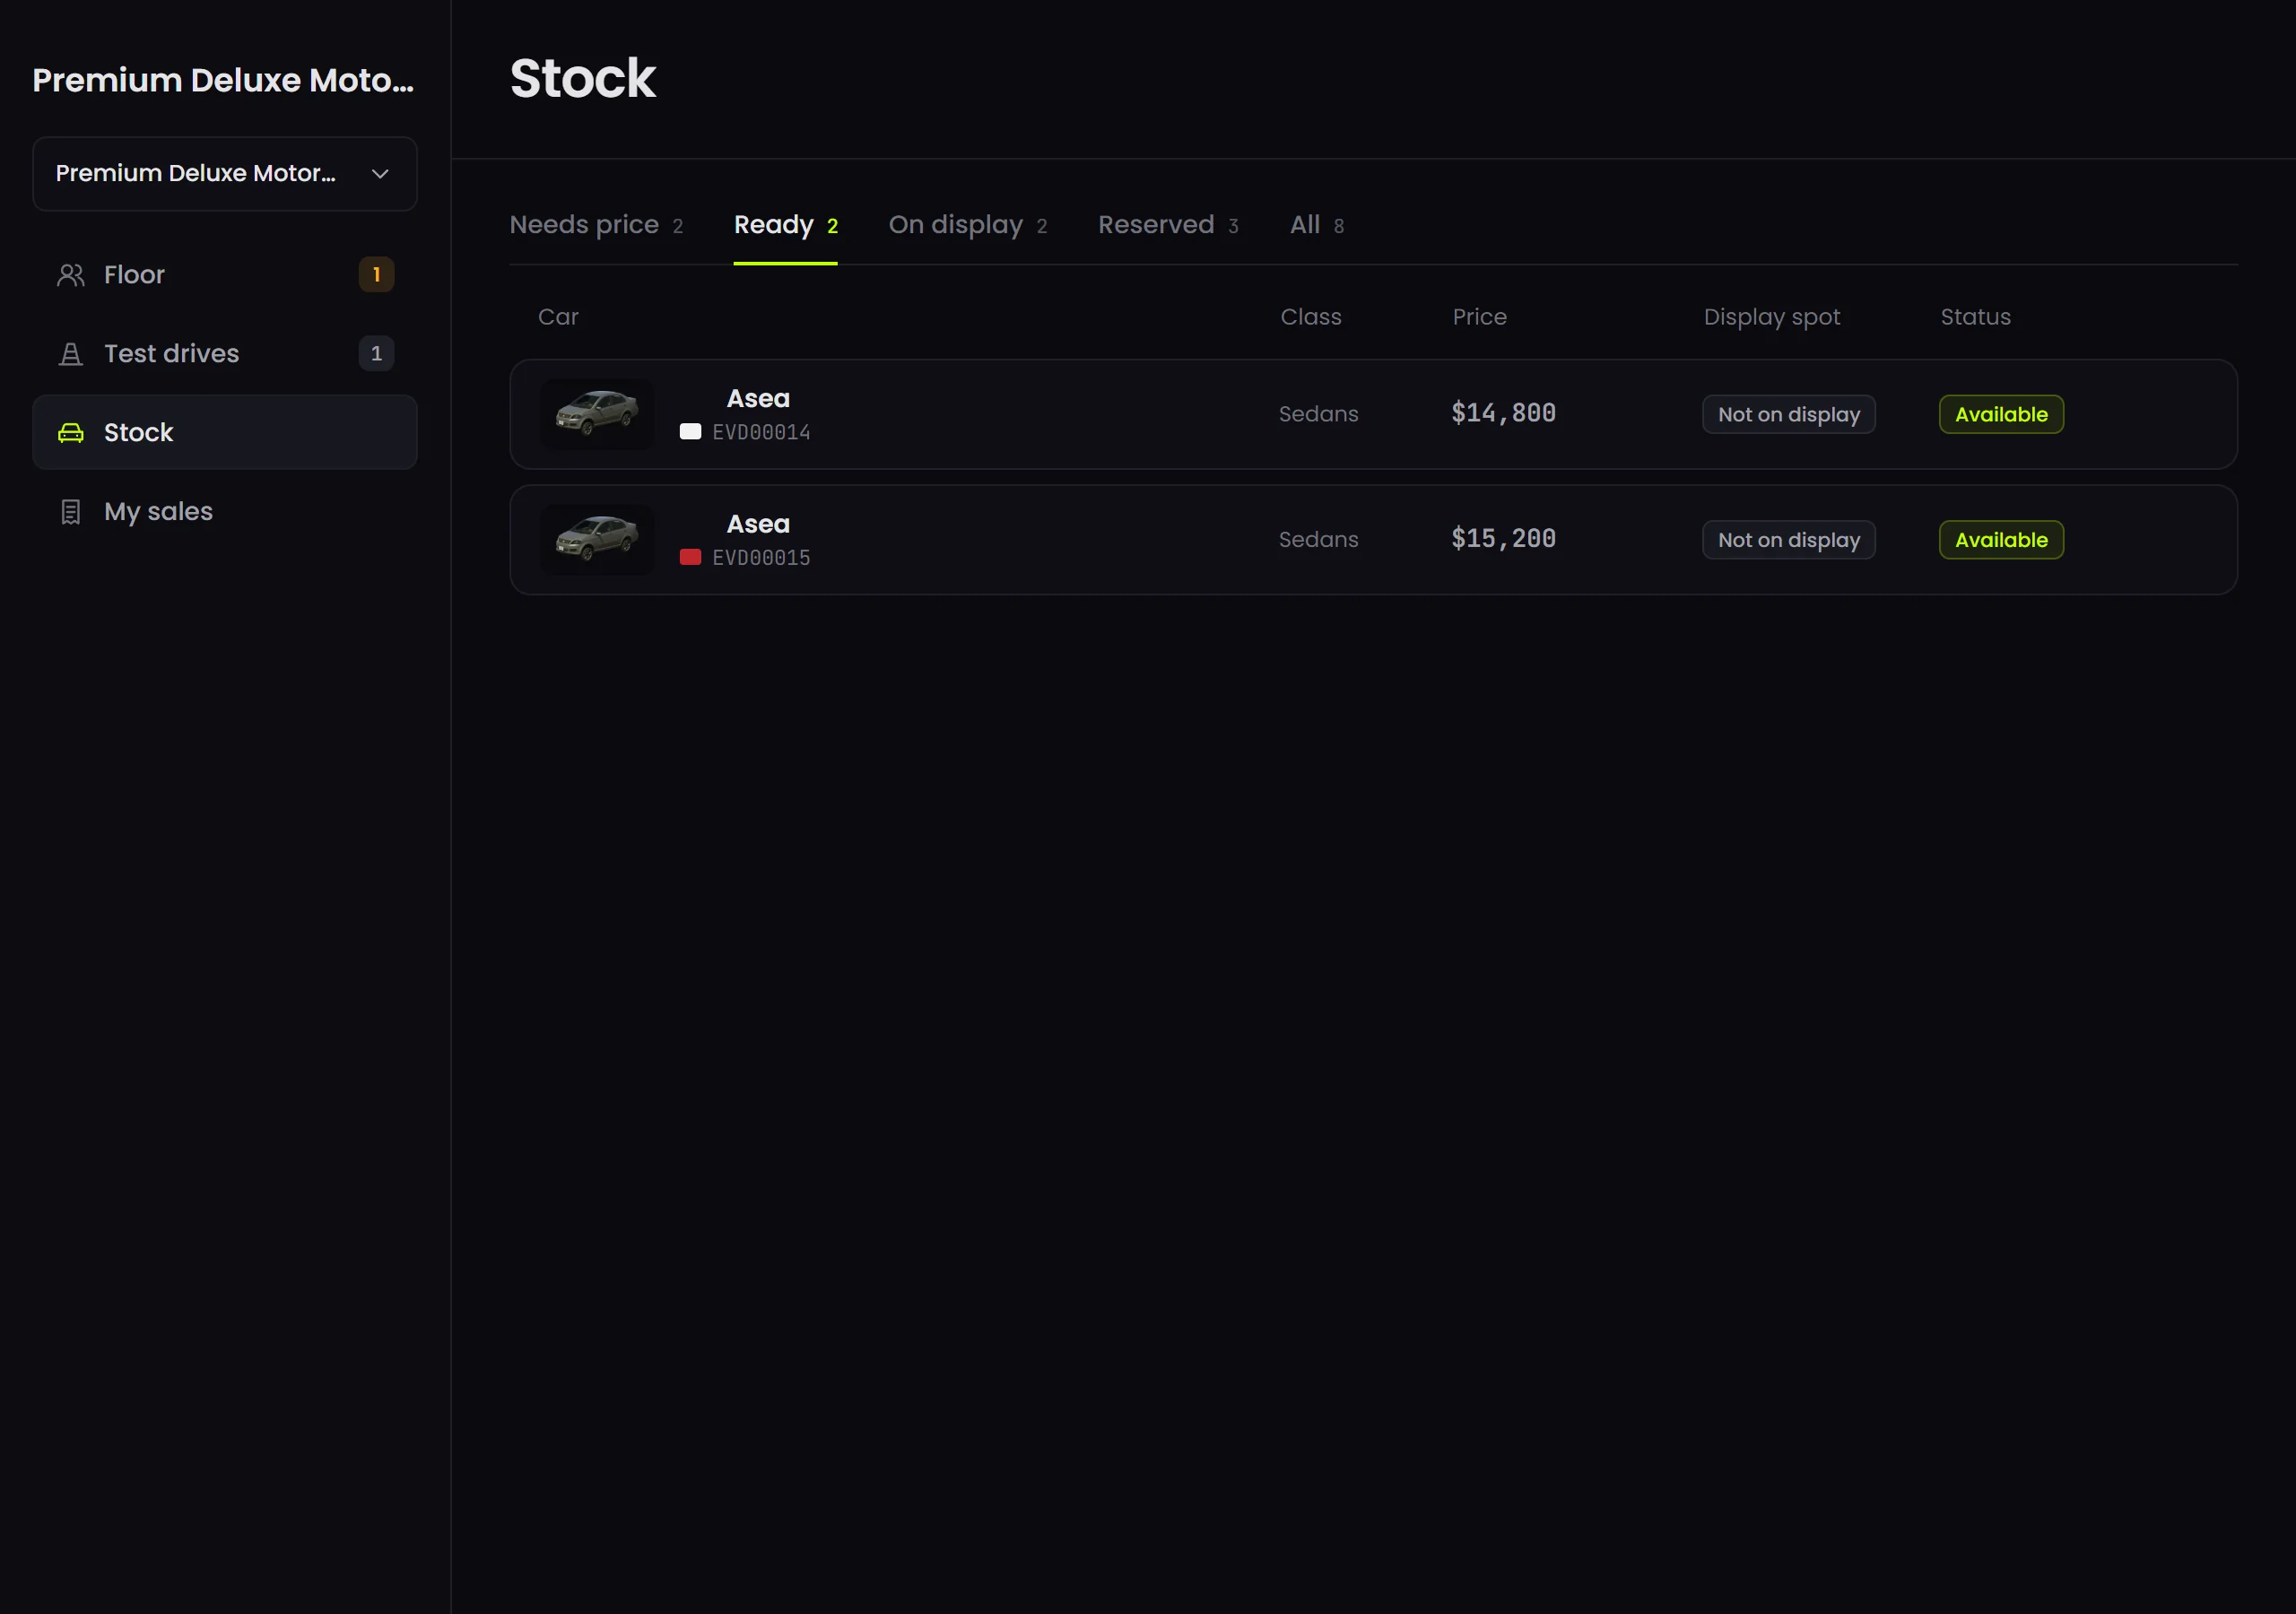 Premium Deluxe Moto...
Premium Deluxe Motor...
Floor 1
Test drives 1
Stock
My sales
Stock
Needs price 2 Ready 2 On display 2 Reserved 3 All 8
Car Class Price Display spot Status
Asea
EVD00014 Sedans $14,800 Not on display Available
Asea
EVD00015 Sedans $15,200 Not on display Available